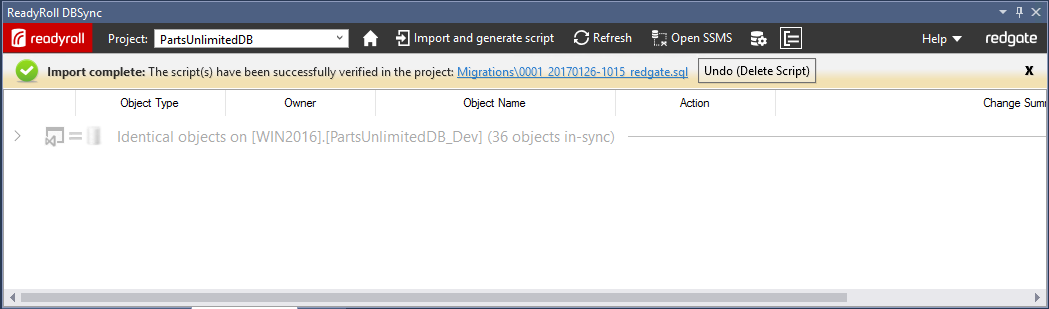 ReadyRoll DBSync
readyroll Project: PartsUnlimitedDB Import and generate script Refresh Open SSMS Help redgate
Import complete: The script(s) have been successfully verified in the project: Migrations\0001_20170126-1015_redgate.sql Undo (Delete Script) x
Object Type Owner Object Name Action Change Sum
Identical objects on [WIN2016].[PartsUnlimitedDB_Dev] (36 objects in-sync)